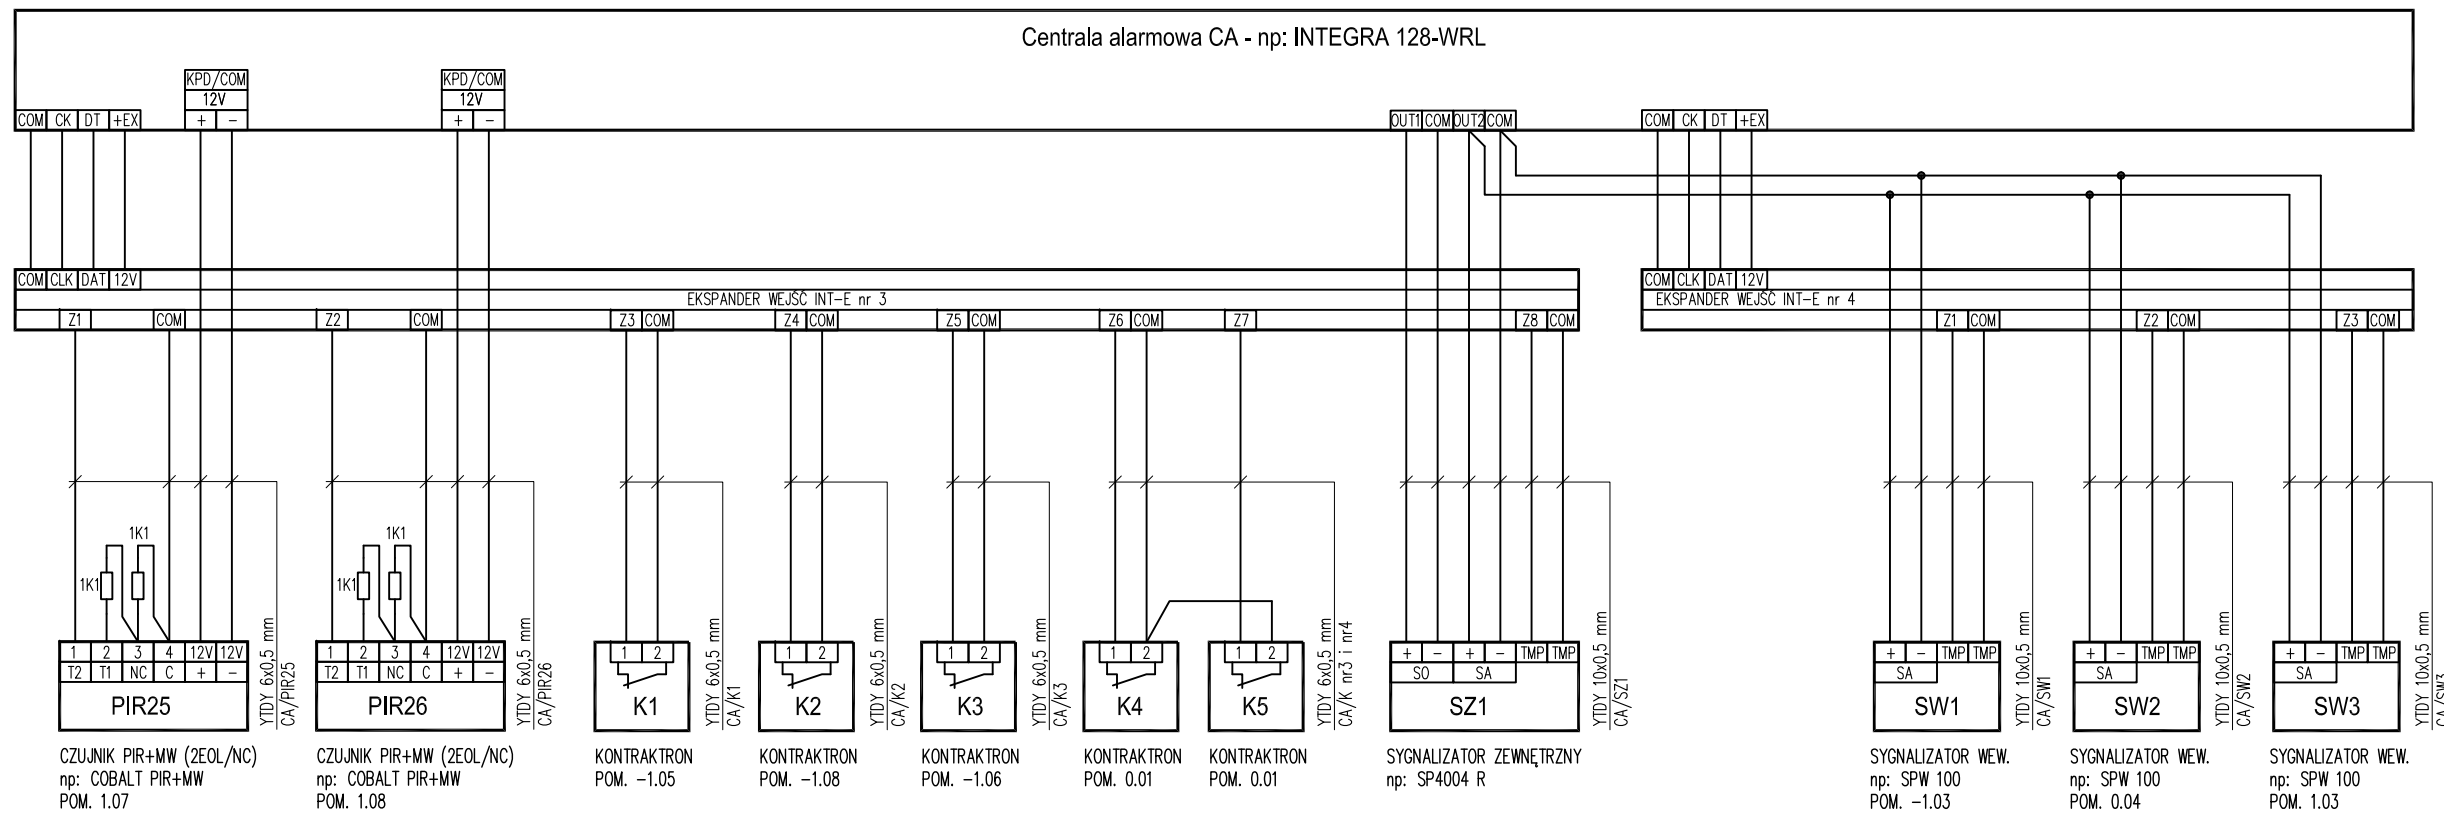 Centrala alarmowa CA - np: INTEGRA 128-WRL
KPD/COM KPD/COM
12V 12V
COM CK DT +EX + - + - OUT1 COM OUT2 COM COM CK DT +EX
COM CLK DAT 12V COM CLK DAT 12V
EKSPANDER WEJŚĆ INT-E nr 3 EKSPANDER WEJŚĆ INT-E nr 4
Z1 COM Z2 COM Z3 COM Z4 COM Z5 COM Z6 COM Z7 Z8 COM Z1 COM Z2 COM Z3 COM
1K1 1K1
1K1 1K1
1 2 3 4 12V 12V 1 2 3 4 12V 12V 1 2 1 2 1 2 1 2 1 2 + - + - TMP TMP + - TMP TMP + - TMP TMP + - TMP TMP
T2 T1 NC C + - T2 T1 NC C + - SO SA SA SA SA
PIR25 PIR26 K1 K2 K3 K4 K5 SZ1 SW1 SW2 SW3
YTDY 6x0,5 mm
CA/PIR25
YTDY 6x0,5 mm
CA/PIR26
YTDY 6x0,5 mm
CA/K1
YTDY 6x0,5 mm
CA/K2
YTDY 6x0,5 mm
CA/K3
YTDY 6x0,5 mm
CA/K nr3 i nr4
YTDY 10x0,5 mm
CA/SZ1
YTDY 10x0,5 mm
CA/SW1
YTDY 10x0,5 mm
CA/SW2
YTDY 10x0,5 mm
CA/SW3
CZUJNIK PIR+MW (2EOL/NC)
np: COBALT PIR+MW
POM. 1.07
CZUJNIK PIR+MW (2EOL/NC)
np: COBALT PIR+MW
POM. 1.08
KONTRAKTRON
POM. -1.05
KONTRAKTRON
POM. -1.08
KONTRAKTRON
POM. -1.06
KONTRAKTRON
POM. 0.01
KONTRAKTRON
POM. 0.01
SYGNALIZATOR ZEWNĘTRZNY
np: SP4004 R
SYGNALIZATOR WEW.
np: SPW 100
POM. -1.03
SYGNALIZATOR WEW.
np: SPW 100
POM. 0.04
SYGNALIZATOR WEW.
np: SPW 100
POM. 1.03